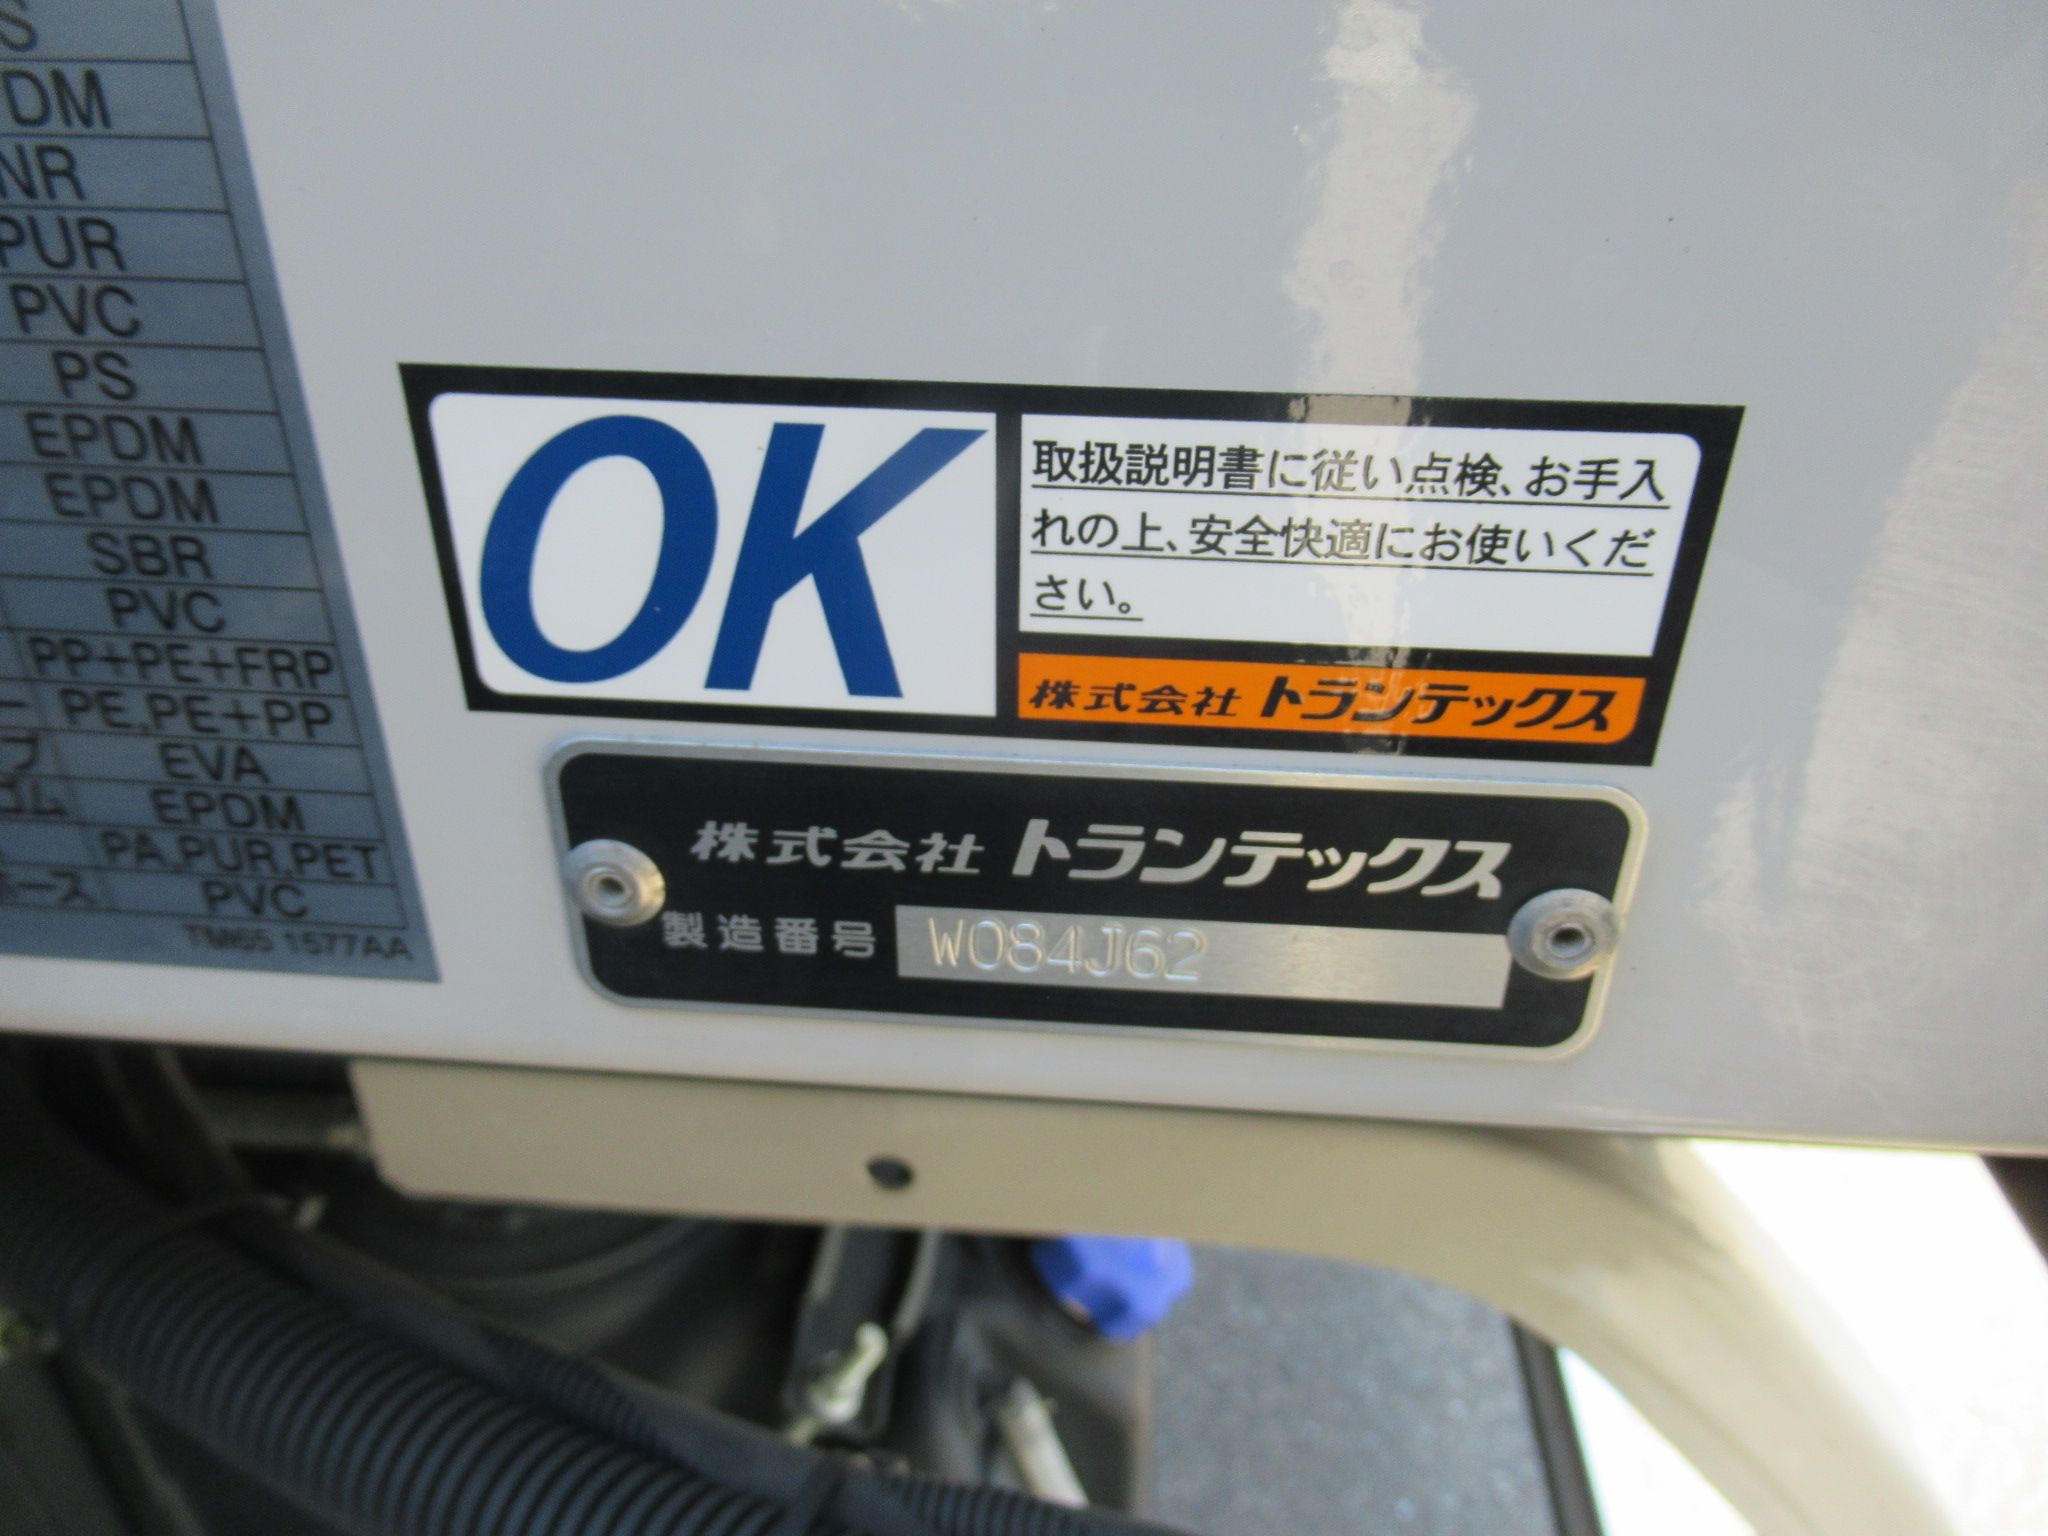 DM
NR
PUR
PVC
PS
EPDM
EPDM
SBR
PVC
PP+PE+FRP
PE,PE+PP
EVA
EPDM
PA,PUR,PET
ホース PVC
TM65 1577AA
OK
取扱説明書に従い点検、お手入
れの上、安全快適にお使いくだ
さい。
株式会社 トランテックス
株式会社 トランテックス
製造番号 W084J62